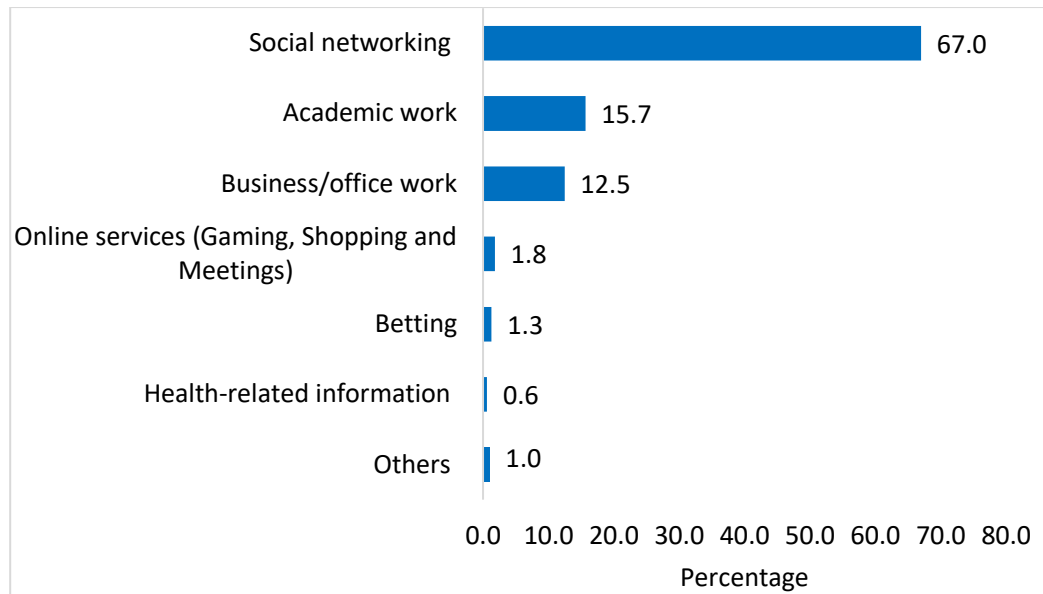 Social networking 67.0
Academic work 15.7
Business/office work 12.5
Online services (Gaming, Shopping and
Meetings) 1.8
Betting 1.3
Health-related information 0.6
Others 1.0
0.0 10.0 20.0 30.0 40.0 50.0 60.0 70.0 80.0
Percentage